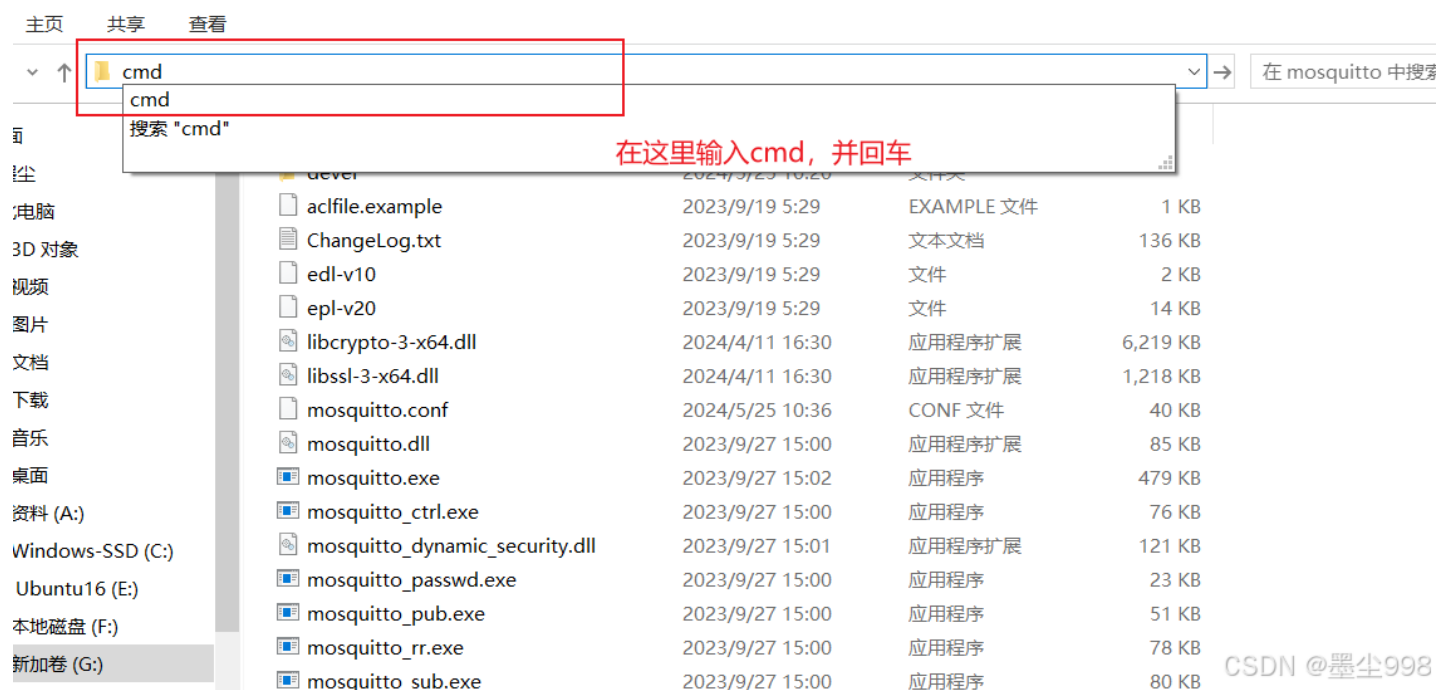 主页 共享 查看
cmd 在 mosquitto 中搜索
cmd
搜索 "cmd"
在这里输入cmd，并回车
aclfile.example 2023/9/19 5:29 EXAMPLE 文件 1 KB
电脑
ChangeLog.txt 2023/9/19 5:29 文本文档 136 KB
3D 对象
edl-v10 2023/9/19 5:29 文件 2 KB
视频
epl-v20 2023/9/19 5:29 文件 14 KB
图片
libcrypto-3-x64.dll 2024/4/11 16:30 应用程序扩展 6,219 KB
文档
libssl-3-x64.dll 2024/4/11 16:30 应用程序扩展 1,218 KB
下载
mosquitto.conf 2024/5/25 10:36 CONF 文件 40 KB
音乐
mosquitto.dll 2023/9/27 15:00 应用程序扩展 85 KB
桌面
mosquitto.exe 2023/9/27 15:02 应用程序 479 KB
资料 (A:)
mosquitto_ctrl.exe 2023/9/27 15:00 应用程序 76 KB
Windows-SSD (C:)
mosquitto_dynamic_security.dll 2023/9/27 15:01 应用程序扩展 121 KB
Ubuntu16 (E:)
mosquitto_passwd.exe 2023/9/27 15:00 应用程序 23 KB
本地磁盘 (F:)
mosquitto_pub.exe 2023/9/27 15:00 应用程序 51 KB
新加卷 (G:)
mosquitto_rr.exe 2023/9/27 15:00 应用程序 78 KB
mosquitto_sub.exe 2023/9/27 15:00 应用程序 80 KB
CSDN @墨尘998